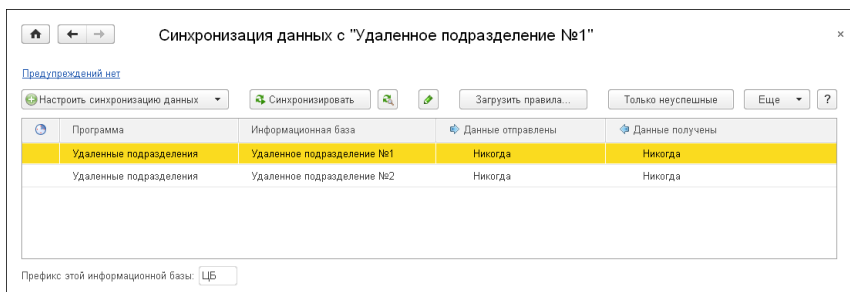 Синхронизация данных с "Удаленное подразделение №1"
Предупреждений нет
Настроить синхронизацию данных Синхронизировать Загрузить правила... Только неуспешные Еще ?
Программа Информационная база Данные отправлены Данные получены
Удаленные подразделения Удаленное подразделение №1 Никогда Никогда
Удаленные подразделения Удаленное подразделение №2 Никогда Никогда
Префикс этой информационной базы: ЦБ